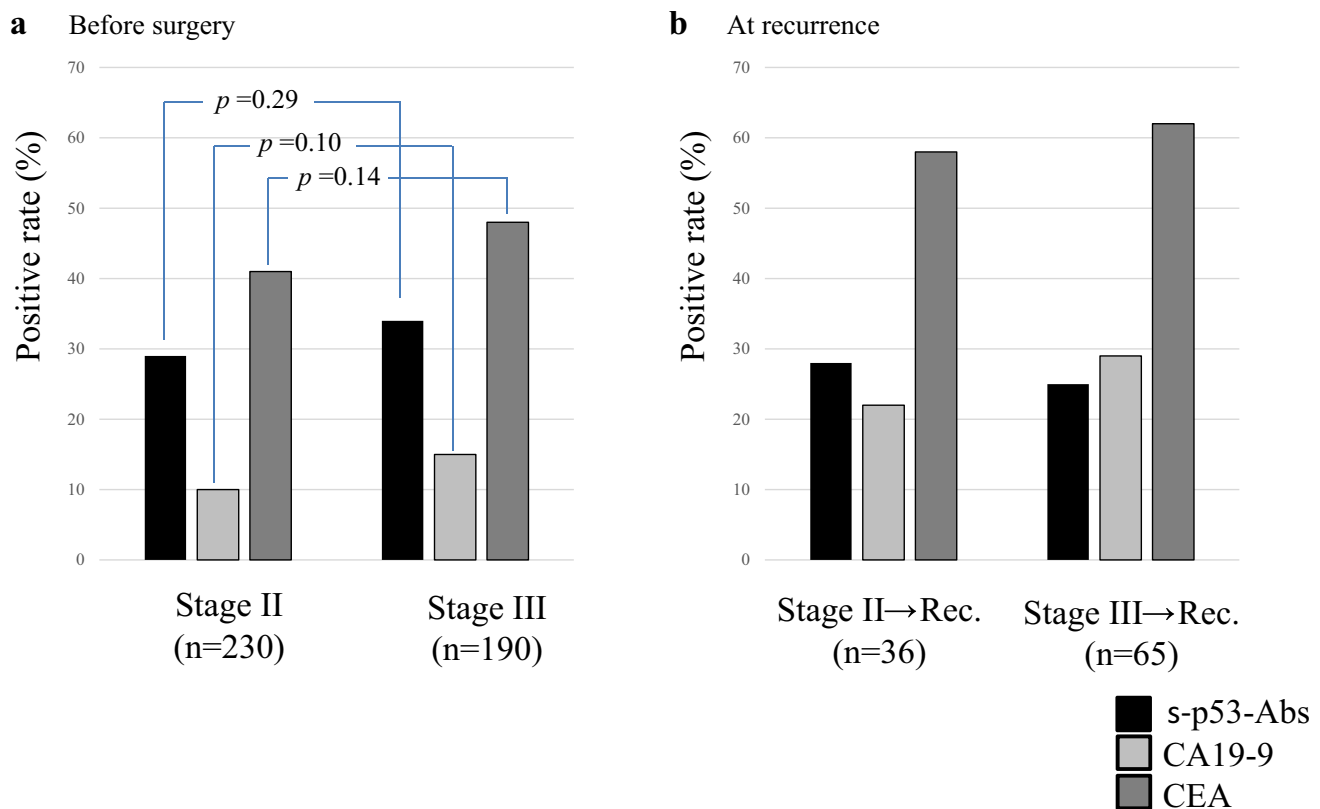 a Before surgery
70
60
50
40
30
20
10
0
Positive rate (%)
p =0.29
p =0.10
p =0.14
Stage II
(n=230)
Stage III
(n=190)
b At recurrence
70
60
50
40
30
20
10
0
Positive rate (%)
Stage II→Rec.
(n=36)
Stage III→Rec.
(n=65)
s-p53-Abs
CA19-9
CEA